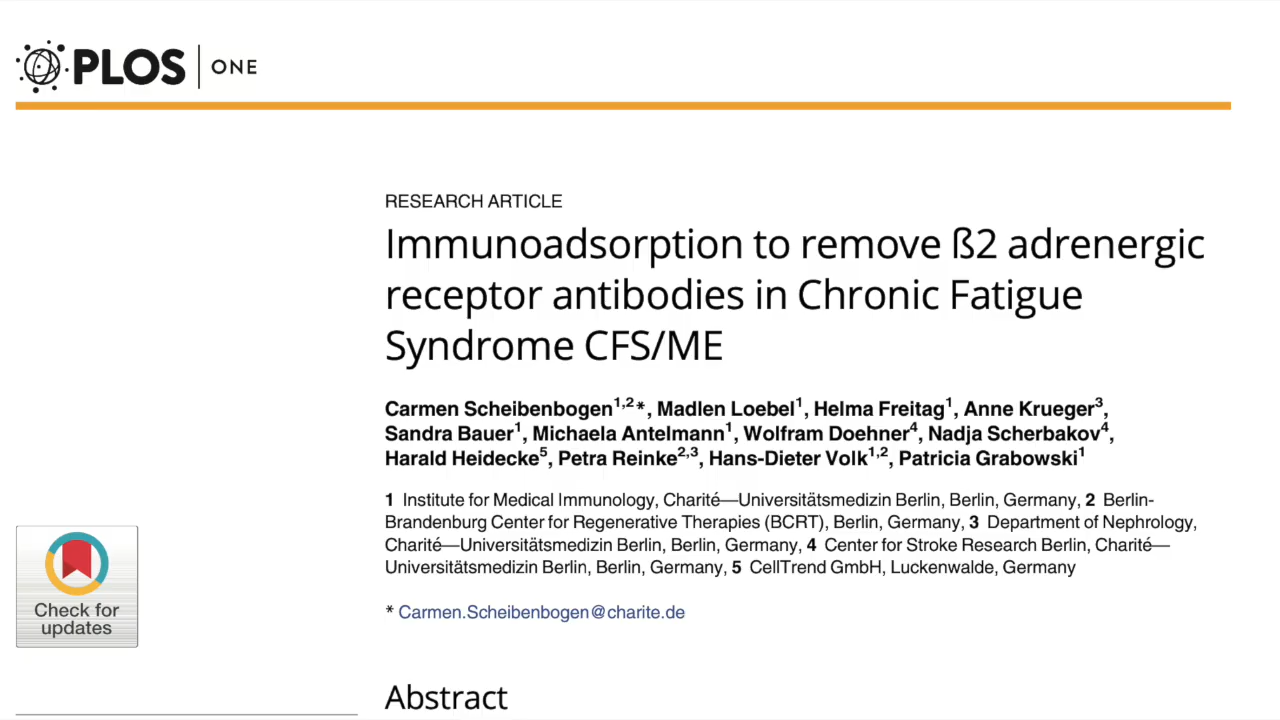 PLOS ONE
RESEARCH ARTICLE
Immunoadsorption to remove ß2 adrenergic
receptor antibodies in Chronic Fatigue
Syndrome CFS/ME
Carmen Scheibenbogen1,2*, Madlen Loebel1, Helma Freitag1, Anne Krueger3,
Sandra Bauer1, Michaela Antelmann1, Wolfram Doehner4, Nadja Scherbakov4,
Harald Heidecke5, Petra Reinke2,3, Hans-Dieter Volk1,2, Patricia Grabowski1
1 Institute for Medical Immunology, Charité—Universitätsmedizin Berlin, Berlin, Germany, 2 Berlin-
Brandenburg Center for Regenerative Therapies (BCRT), Berlin, Germany, 3 Department of Nephrology,
Charité—Universitätsmedizin Berlin, Berlin, Germany, 4 Center for Stroke Research Berlin, Charité—
Universitätsmedizin Berlin, Berlin, Germany, 5 CellTrend GmbH, Luckenwalde, Germany
* Carmen.Scheibenbogen@charite.de
Check for
updates
Abstract